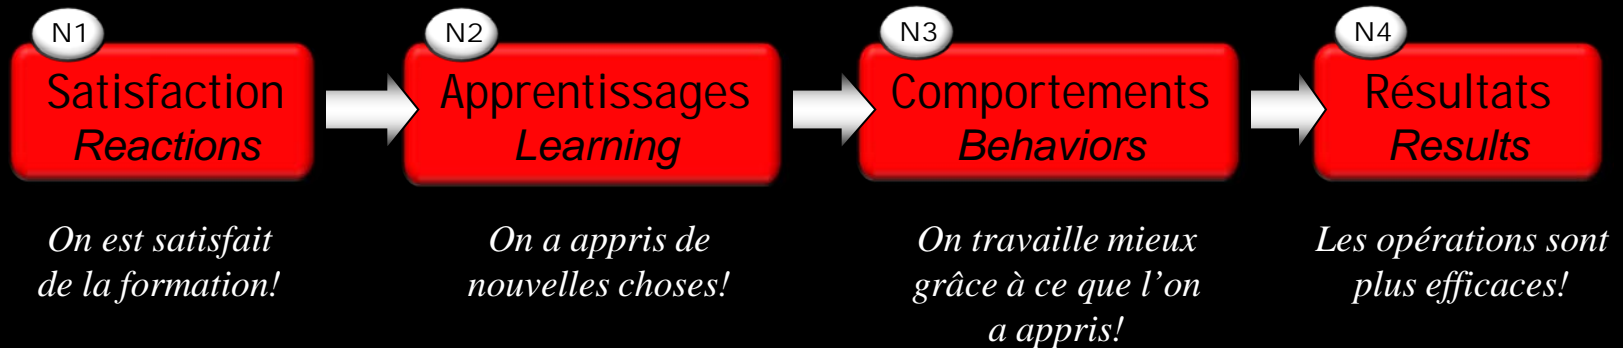 N1
Satisfaction
Reactions
On est satisfait
de la formation!
N2
Apprentissages
Learning
On a appris de
nouvelles choses!
N3
Comportements
Behaviors
On travaille mieux
grâce à ce que l’on
a appris!
N4
Résultats
Results
Les opérations sont
plus efficaces!